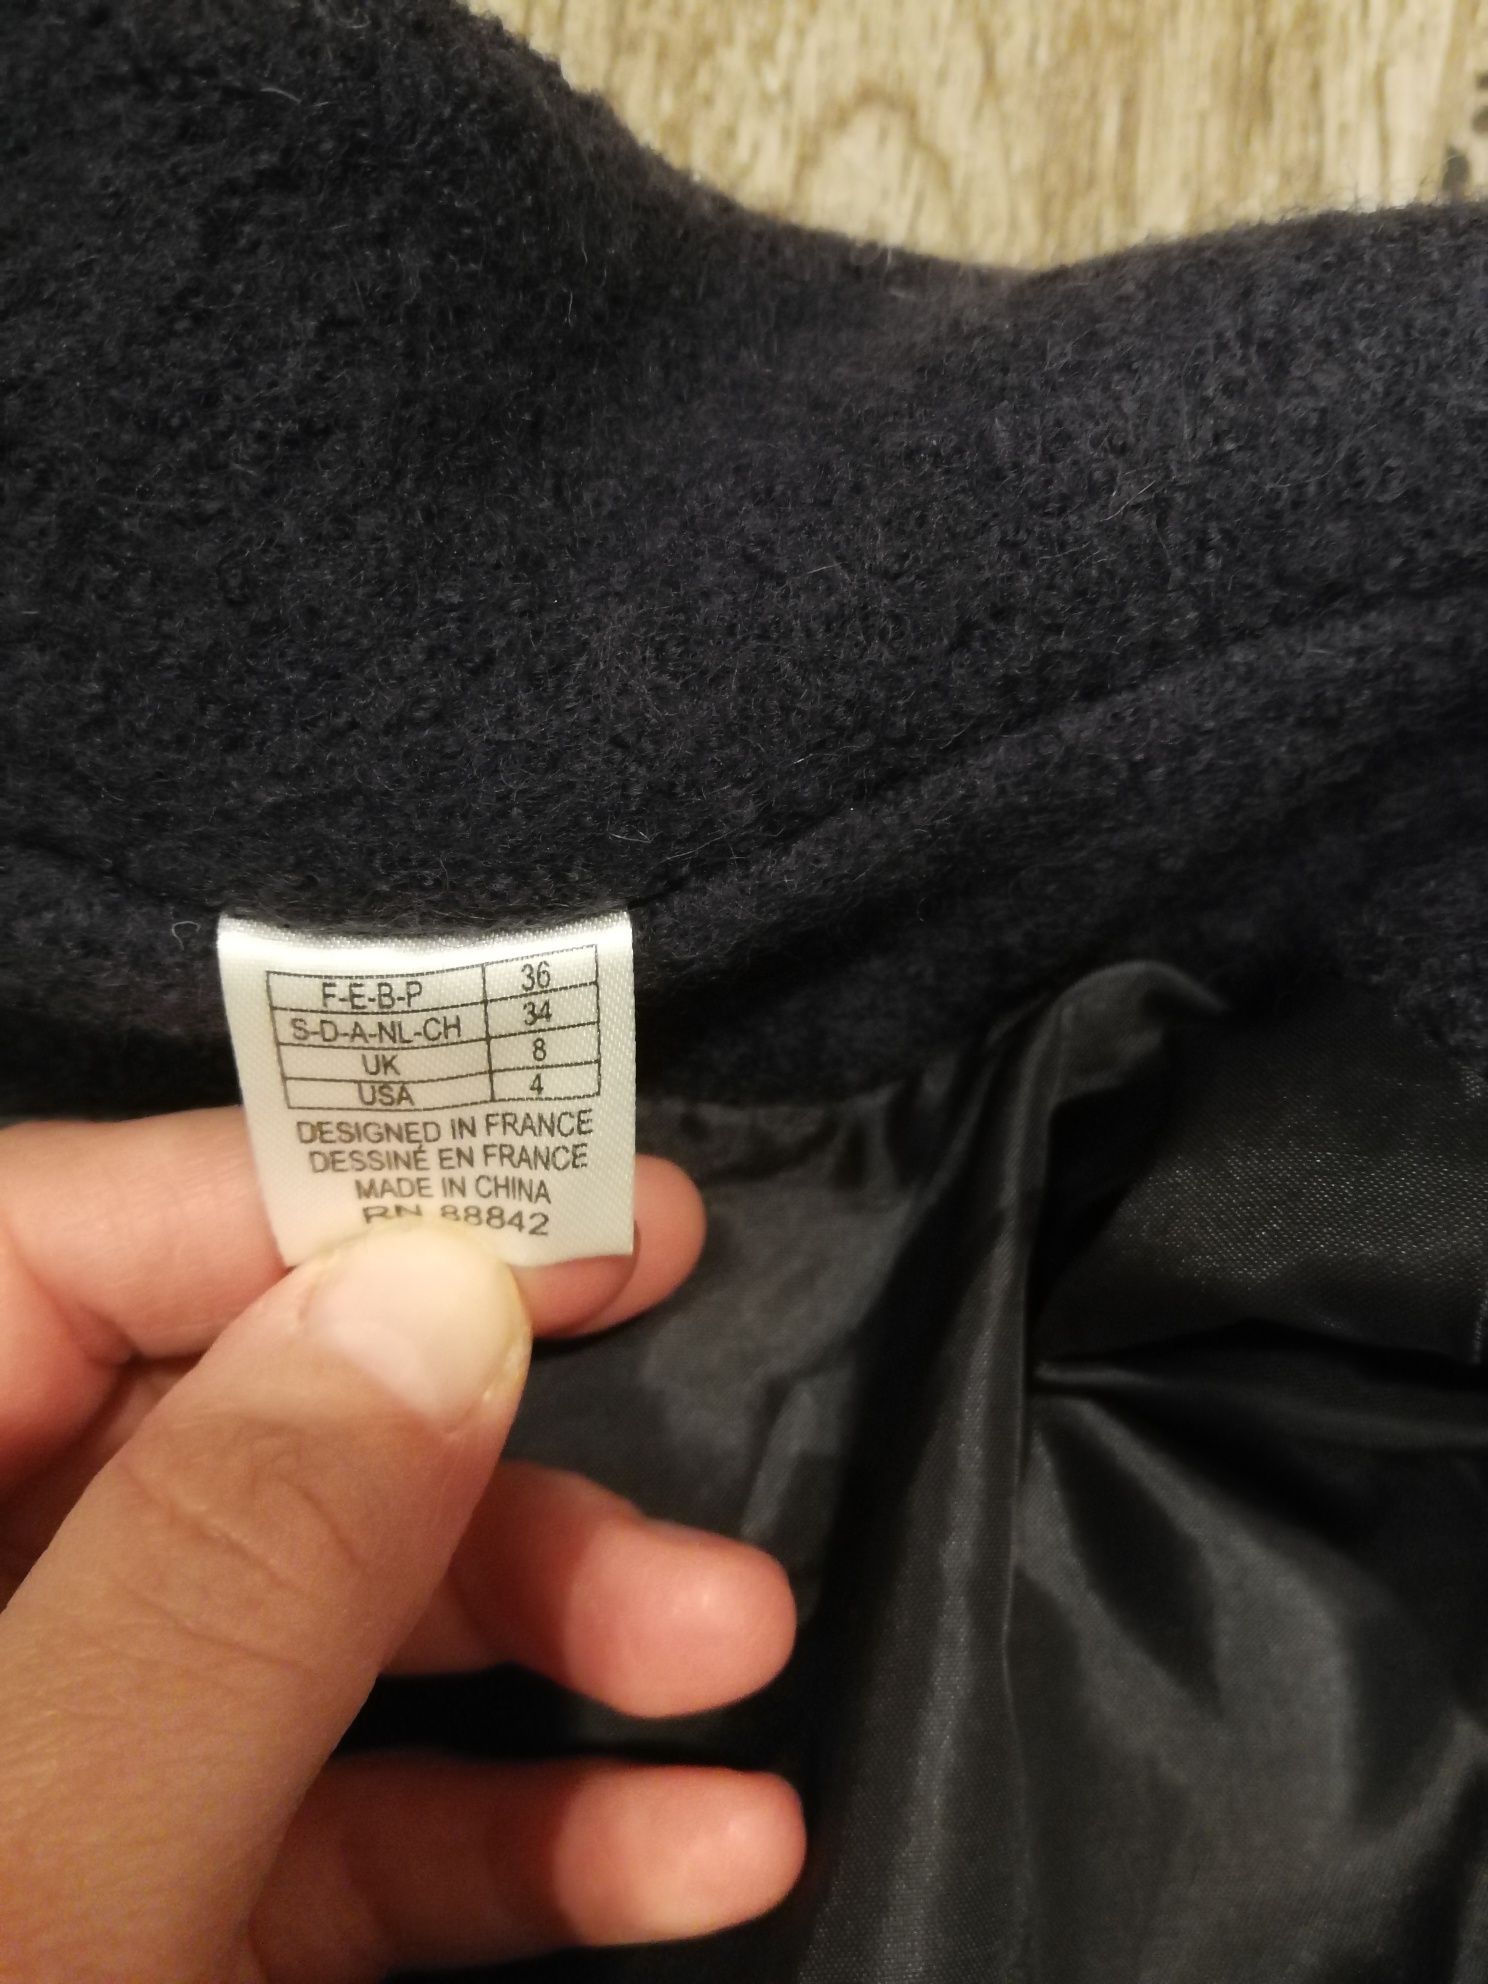 F-E-B-P 36
S-D-A-NL-CH 34
UK 8
USA 4
DESIGNED IN FRANCE
DESSINÉ EN FRANCE
MADE IN CHINA
RN 88842